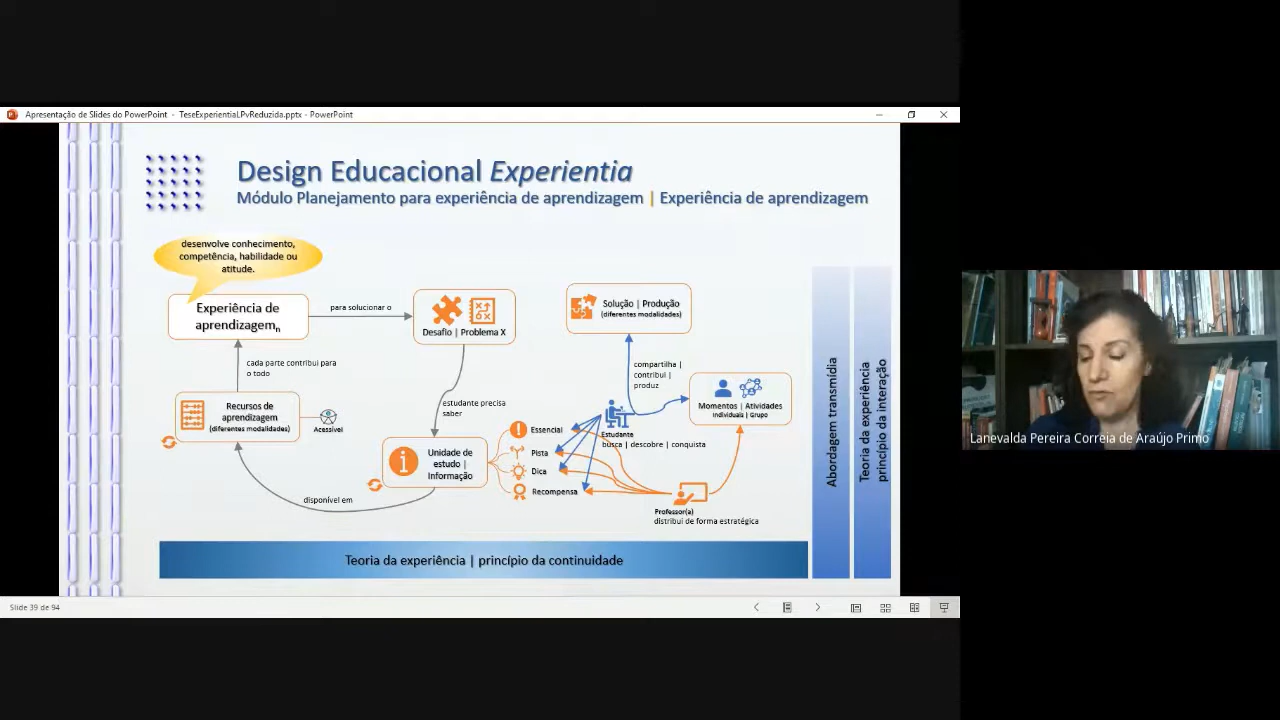 Apresentação de Slides do PowerPoint - TeseExperientiaLPvReduzida.pptx - PowerPoint
Design Educacional Experientia
Módulo Planejamento para experiência de aprendizagem | Experiência de aprendizagem
desenvolve conhecimento,
competência, habilidade ou
atitude.
Experiência de
aprendizagemn
para solucionar o
Desafio | Problema X
Solução | Produção
(diferentes modalidades)
cada parte contribui para
o todo
compartilha |
contribui |
produz
Recursos de
aprendizagem
(diferentes modalidades)
Acessível
estudante precisa
saber
Momentos | Atividades
Individuais | Grupo
Unidade de
estudo |
Informação
Essencial
Pista
Dica
Recompensa
Estudante
busca | descobre | conquista
disponível em
Professor(a)
distribui de forma estratégica
Teoria da experiência | princípio da continuidade
Abordagem transmídia
Teoria da experiência
princípio da interação
Slide 39 de 94
Lanevalda Pereira Correia de Araújo Primo